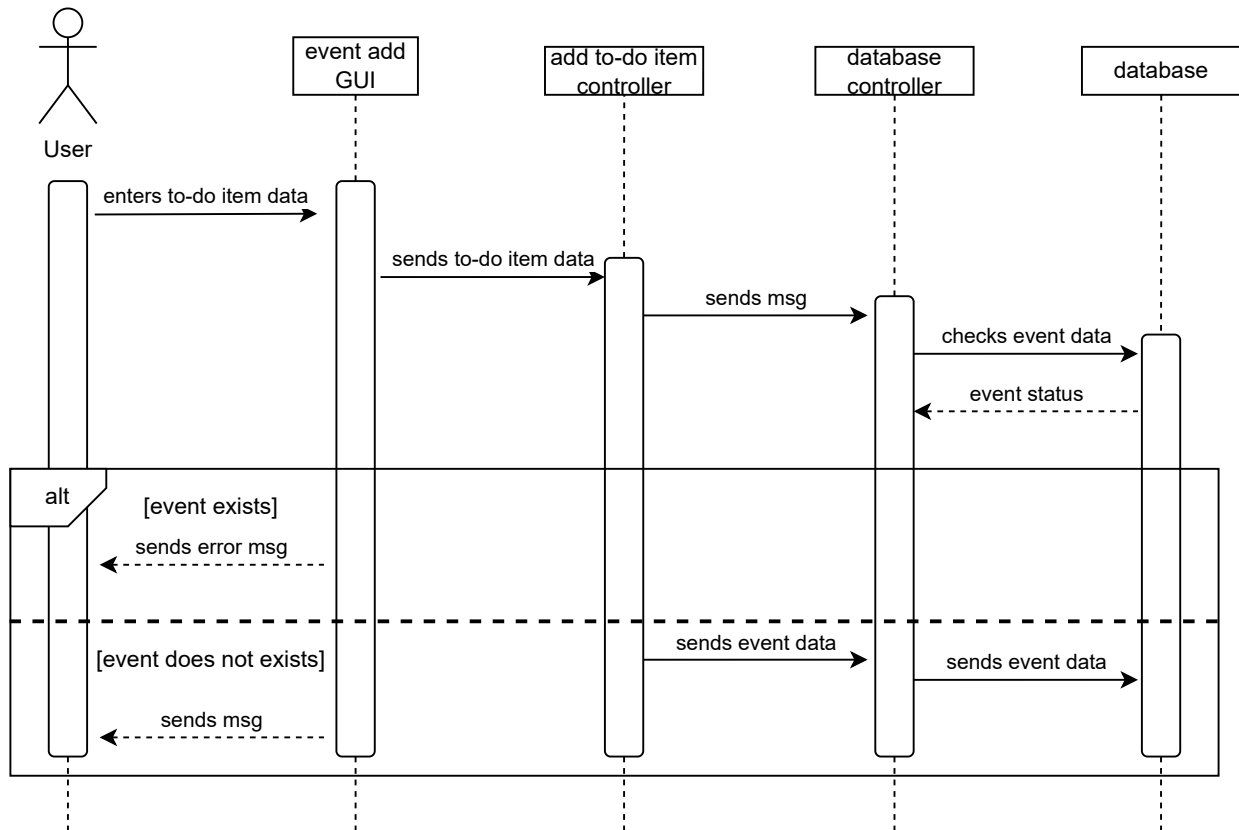 event add
GUI
add to-do item
controller
database
controller
database
User
enters to-do item data
sends to-do item data
sends msg
checks event data
event status
alt
[event exists]
sends error msg
sends event data
[event does not exists]
sends event data
sends msg